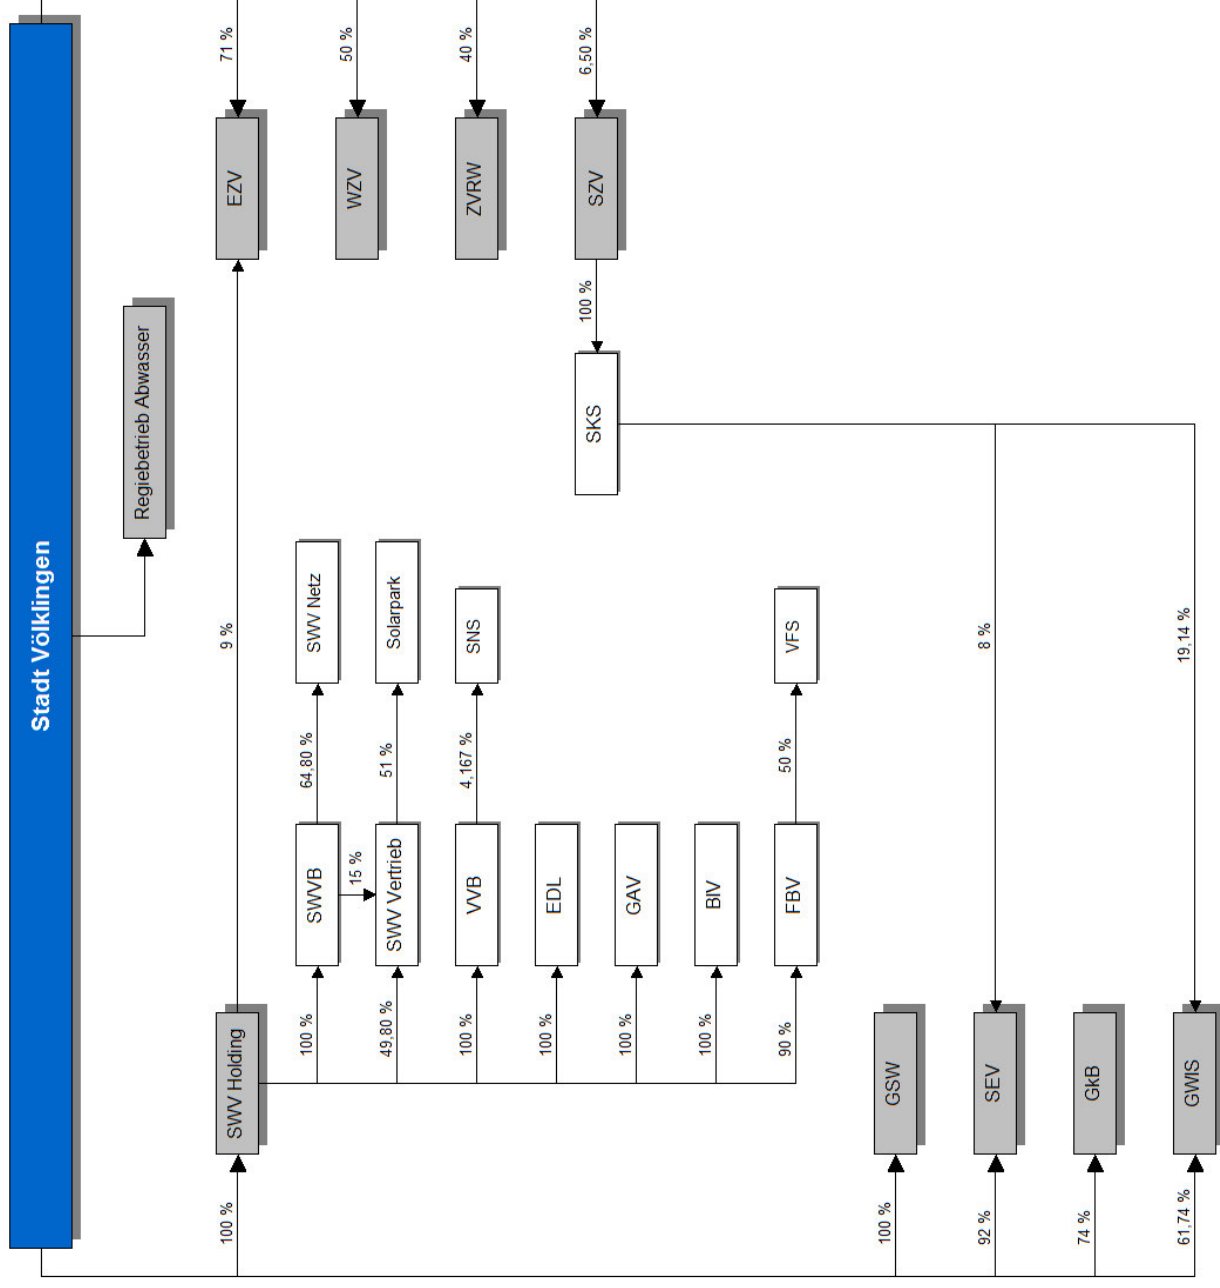 Stadt Völklingen
Regiebetrieb Abwasser
100 %
SWV Holding
9 %
EZV
71 %
100 %
SWVB
64,80 %
SWV Netz
15 %
49,80 %
SWV Vertrieb
51 %
Solarpark
WZV
50 %
100 %
VVB
4,167 %
SNS
ZVRW
40 %
100 %
EDL
SKS
100 %
SZV
6,50 %
100 %
GAV
100 %
BIV
90 %
FBV
50 %
VFS
100 %
GSW
92 %
SEV
8 %
74 %
GkB
61,74 %
GWIS
19,14 %